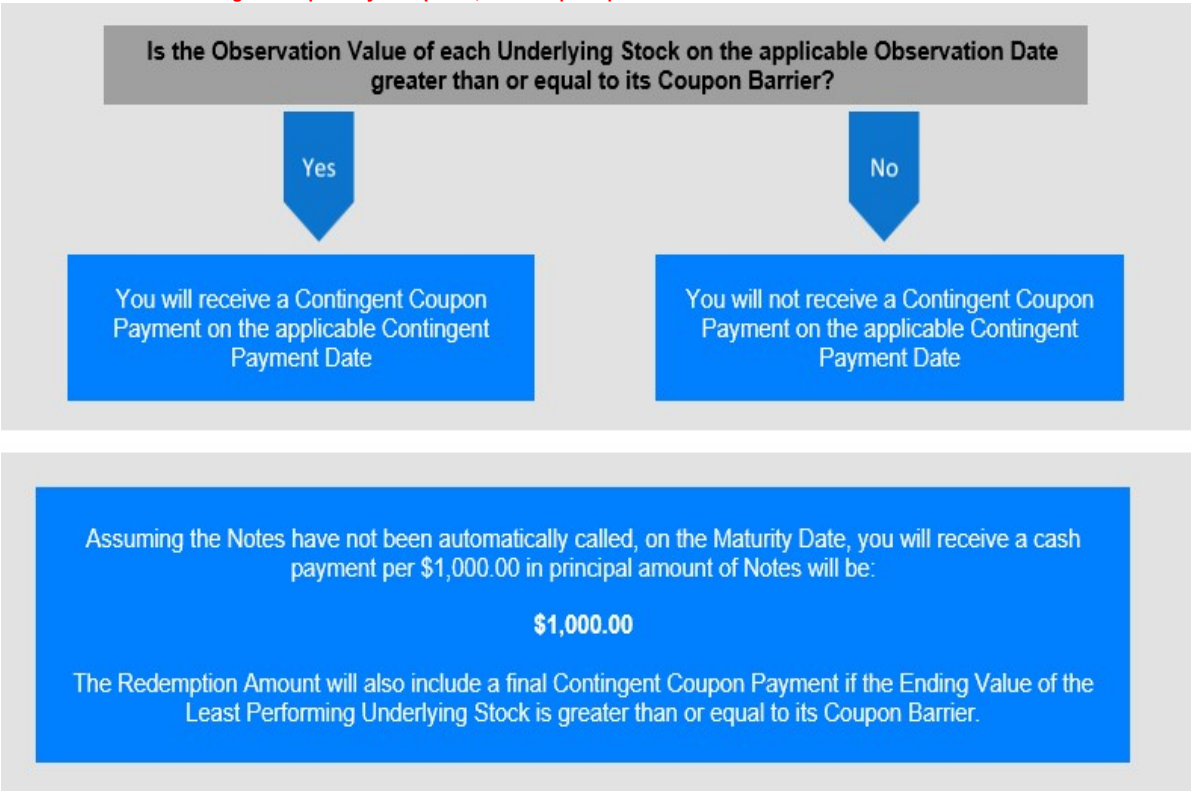 Is the Observation Value of each Underlying Stock on the applicable Observation Date
greater than or equal to its Coupon Barrier?
Yes
No
You will receive a Contingent Coupon
Payment on the applicable Contingent
Payment Date
You will not receive a Contingent Coupon
Payment on the applicable Contingent
Payment Date
Assuming the Notes have not been automatically called, on the Maturity Date, you will receive a cash
payment per $1,000.00 in principal amount of Notes will be:
$1,000.00
The Redemption Amount will also include a final Contingent Coupon Payment if the Ending Value of the
Least Performing Underlying Stock is greater than or equal to its Coupon Barrier.